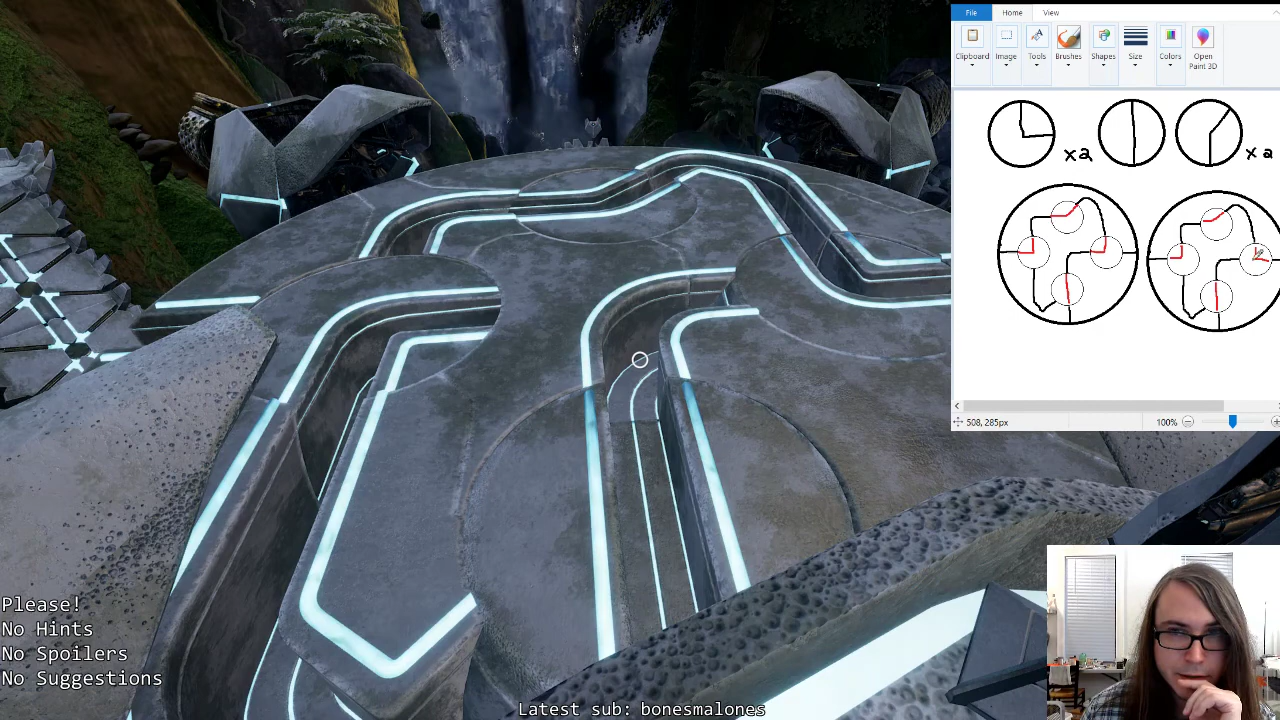 File Home View
Clipboard Image Tools Brushes Shapes Size Colors Open Paint 3D
x2 x2
508, 285px 100%
Please!
No Hints
No Spoilers
No Suggestions
Latest sub: bonesmalones